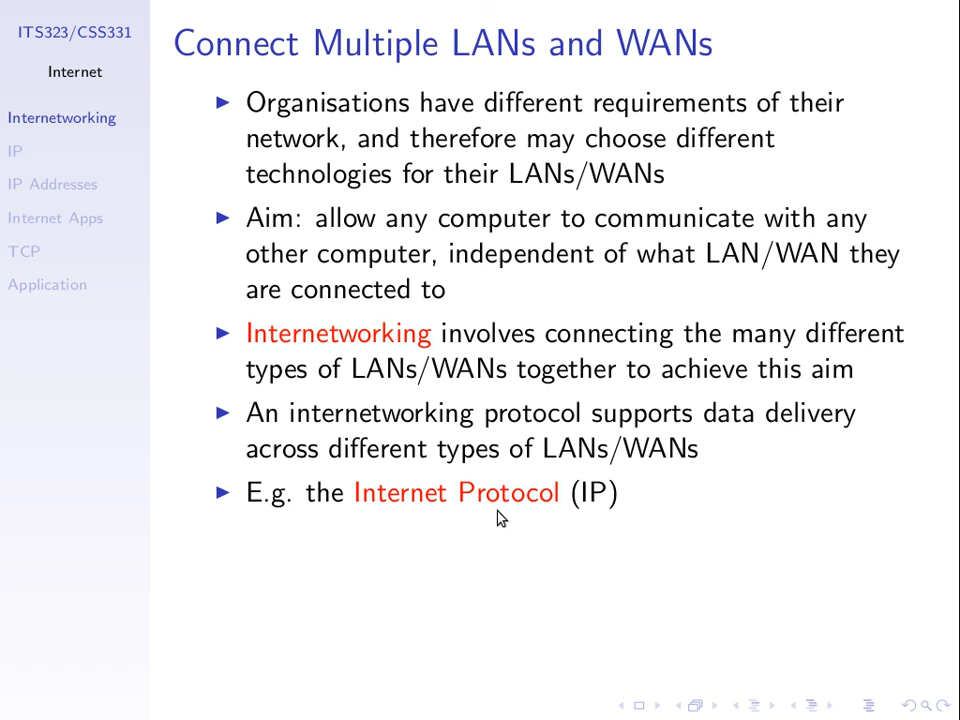 ITS323/CSS331
Internet
Internetworking
IP
IP Addresses
Internet Apps
TCP
Application
Connect Multiple LANs and WANs
Organisations have different requirements of their
network, and therefore may choose different
technologies for their LANs/WANs
Aim: allow any computer to communicate with any
other computer, independent of what LAN/WAN they
are connected to
Internetworking involves connecting the many different
types of LANs/WANs together to achieve this aim
An internetworking protocol supports data delivery
across different types of LANs/WANs
E.g. the Internet Protocol (IP)